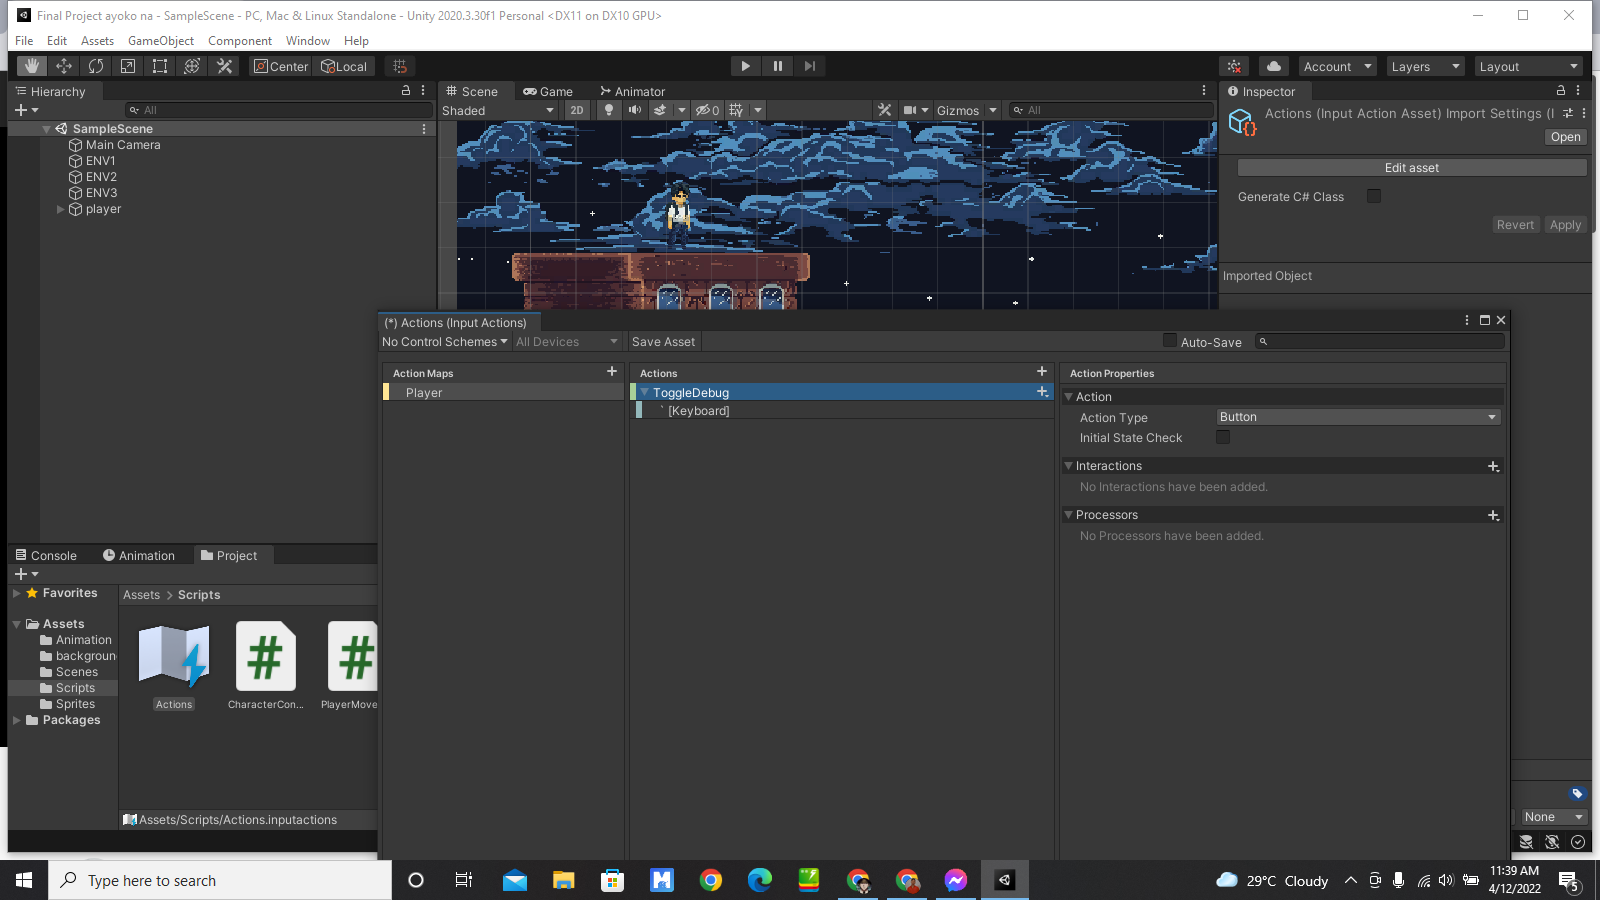 Final Project ayoko na - SampleScene - PC, Mac & Linux Standalone - Unity 2020.3.30f1 Personal <DX11 on DX10 GPU>
File Edit Assets GameObject Component Window Help
Center Local Account Layers Layout
Hierarchy
All
SampleScene
Main Camera
ENV1
ENV2
ENV3
player
Scene Game Animator
Shaded 2D 0 Gizmos All
Inspector
Actions (Input Action Asset) Import Settings (I
Open
Edit asset
Generate C# Class
Revert Apply
Imported Object
(*) Actions (Input Actions)
No Control Schemes All Devices Save Asset Auto-Save
Action Maps
Player
Actions
ToggleDebug
` [Keyboard]
Action Properties
Action
Action Type Button
Initial State Check
Interactions
No Interactions have been added.
Processors
No Processors have been added.
Console Animation Project
Favorites
Assets
Animation
backgroun
Scenes
Scripts
Sprites
Packages
Assets > Scripts
Actions CharacterCon... PlayerMove
Assets/Scripts/Actions.inputactions
None
Type here to search
29°C Cloudy
11:39 AM
4/12/2022
5